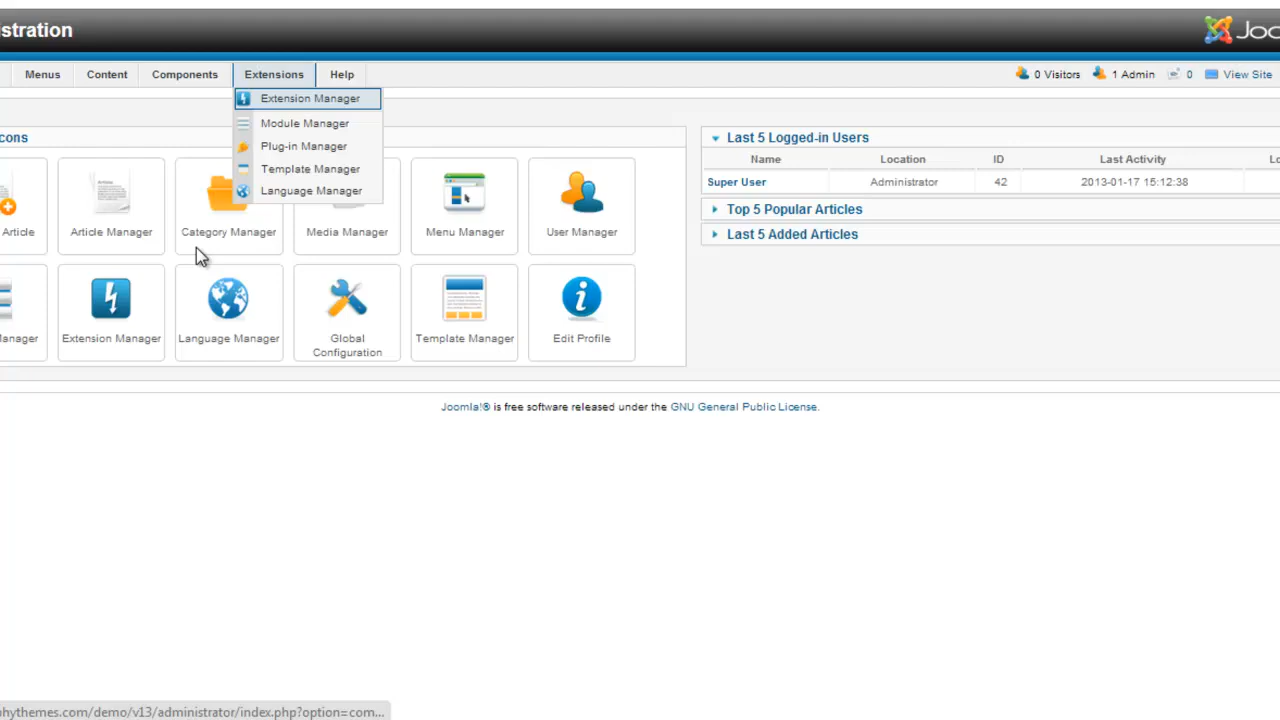 istration
Menus Content Components Extensions Help 0 Visitors 1 Admin 0 View Site
Extension Manager
Module Manager
Plug-in Manager
Template Manager
Language Manager
cons
Article
Article Manager
Category Manager
Media Manager
Menu Manager
User Manager
anager
Extension Manager
Language Manager
Global
Configuration
Template Manager
Edit Profile
Last 5 Logged-in Users
Name Location ID Last Activity Lo
Super User Administrator 42 2013-01-17 15:12:38
Top 5 Popular Articles
Last 5 Added Articles
Joomla!® is free software released under the GNU General Public License.
hythemes.com/demo/v13/administrator/index.php?option=com...